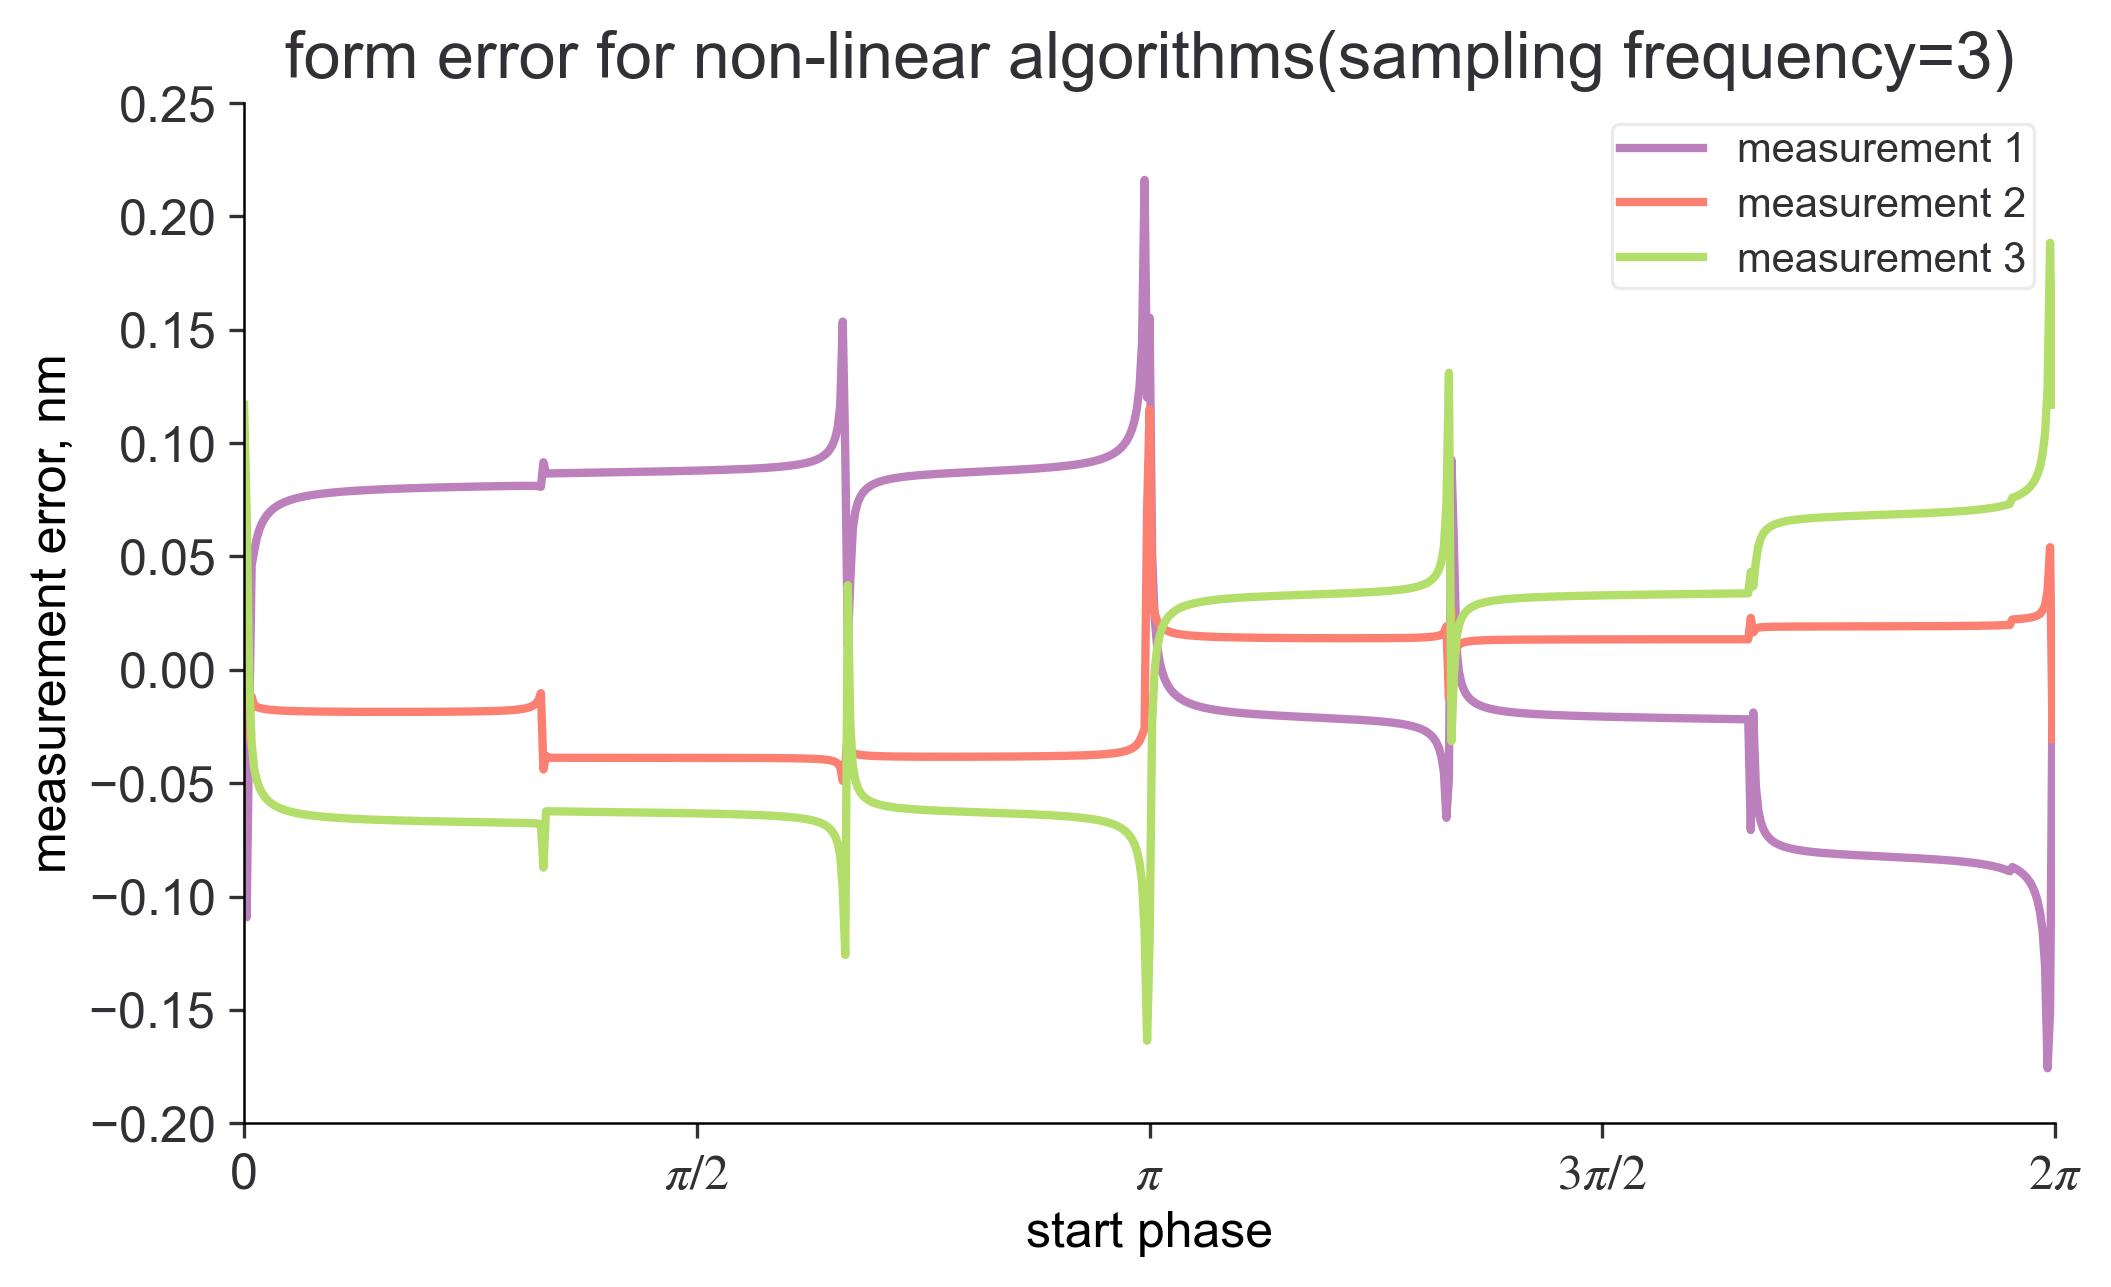 form error for non-linear algorithms(sampling frequency=3)
0.25
0.20
0.15
0.10
0.05
0.00
−0.05
−0.10
−0.15
−0.20
measurement error, nm
measurement 1
measurement 2
measurement 3
0 π/2 π 3π/2 2π
start phase